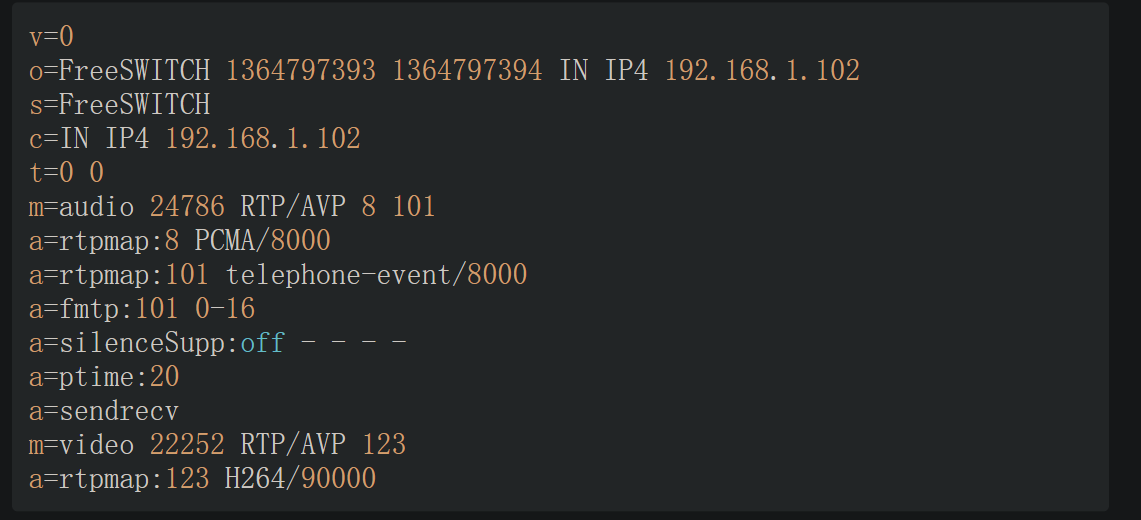 v=0
o=FreeSWITCH 1364797393 1364797394 IN IP4 192.168.1.102
s=FreeSWITCH
c=IN IP4 192.168.1.102
t=0 0
m=audio 24786 RTP/AVP 8 101
a=rtpmap:8 PCMA/8000
a=rtpmap:101 telephone-event/8000
a=fmtp:101 0-16
a=silenceSupp:off - - - -
a=ptime:20
a=sendrecv
m=video 22252 RTP/AVP 123
a=rtpmap:123 H264/90000